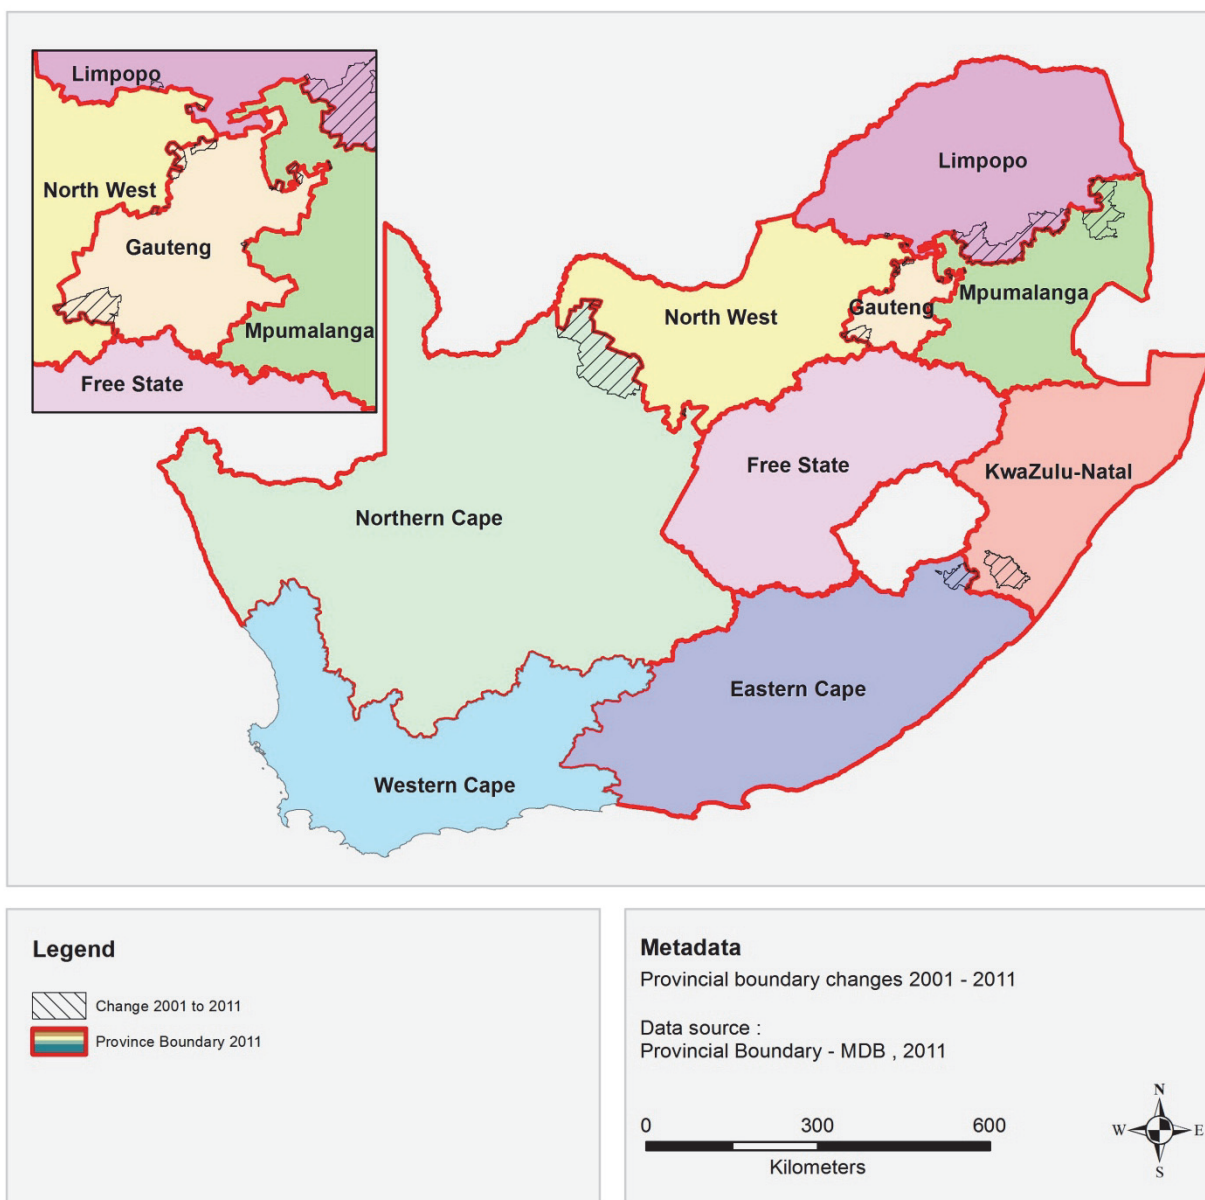 Limpopo
North West
Gauteng
Mpumalanga
Free State
Limpopo
North West
Gauteng
Mpumalanga
Free State
KwaZulu-Natal
Northern Cape
Eastern Cape
Western Cape
Legend
Change 2001 to 2011
Province Boundary 2011
Metadata
Provincial boundary changes 2001 - 2011
Data source :
Provincial Boundary - MDB , 2011
0 300 600
Kilometers
N
W E
S